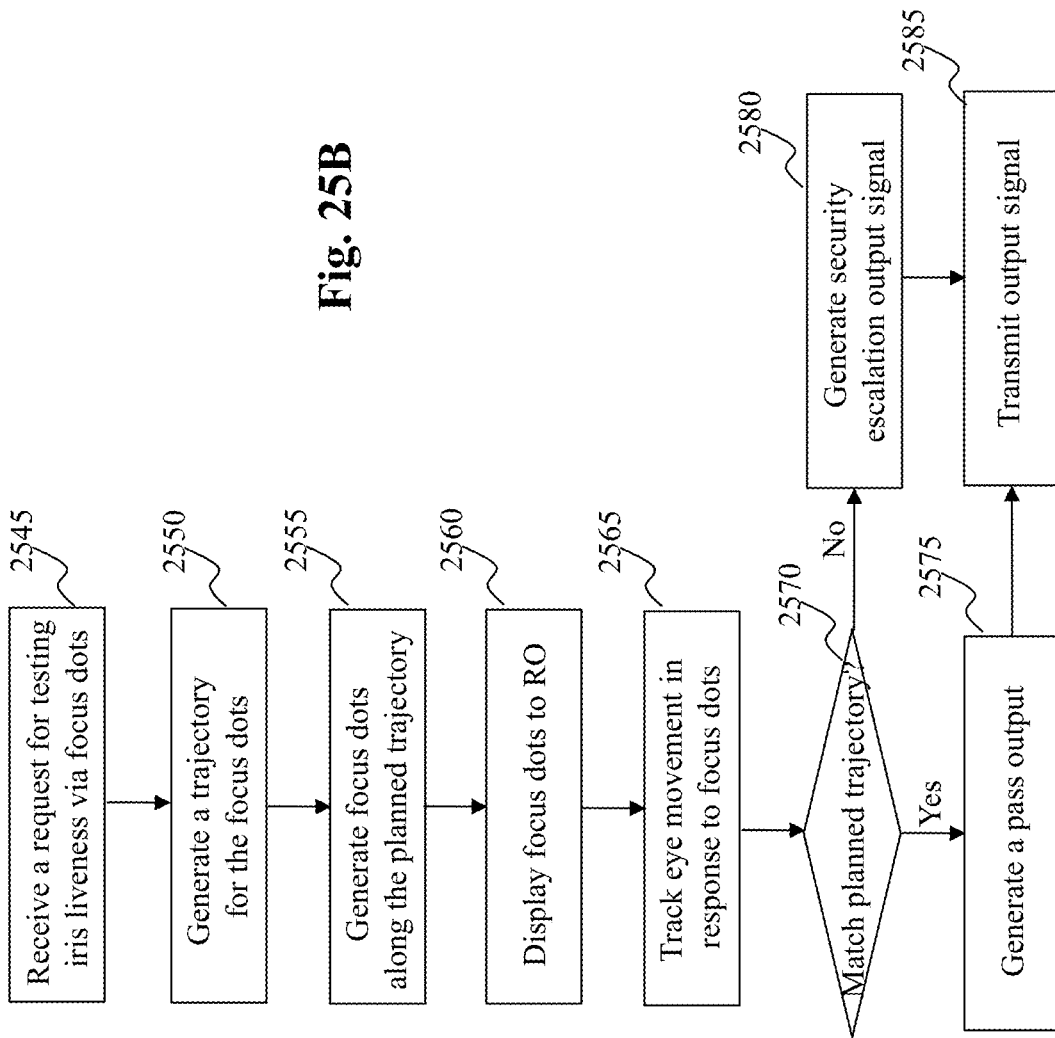 2545
Receive a request for testing
iris liveness via focus dots
2550
Generate a trajectory
for the focus dots
2555
Generate focus dots
along the planned trajectory
2560
Display focus dots to RO
2565
Track eye movement in
response to focus dots
2570
Match planned trajectory?
No
Yes
2575
Generate a pass output
2580
Generate security
escalation output signal
2585
Transmit output signal
Fig. 25B